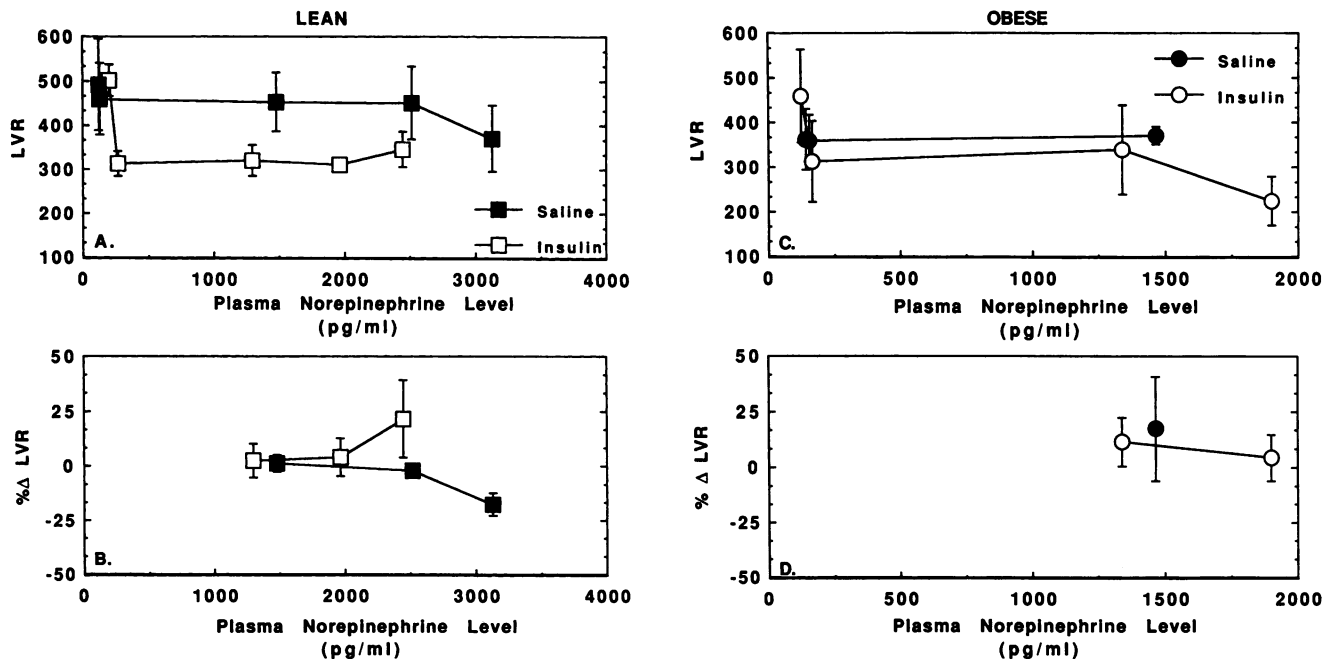 LEAN
600
500
400
300
200
100
LVR
Saline
Insulin
A.
0 1000 2000 3000 4000
Plasma Norepinephrine Level
(pg/ml)
50
25
0
-25
-50
%Δ LVR
B.
0 1000 2000 3000 4000
Plasma Norepinephrine Level
(pg/ml)
OBESE
600
500
400
300
200
100
LVR
Saline
Insulin
C.
0 500 1000 1500 2000
Plasma Norepinephrine Level
(pg/ml)
50
25
0
-25
-50
% Δ LVR
D.
0 500 1000 1500 2000
Plasma Norepinephrine Level
(pg/ml)